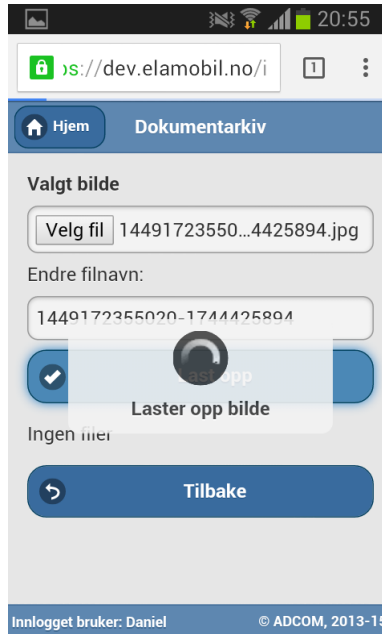 20:55
ps://dev.elamobil.no/i
1
Hjem
Dokumentarkiv
Valgt bilde
Velg fil 14491723550...4425894.jpg
Endre filnavn:
1449172355020-1744425894
Last opp
Laster opp bilde
Ingen filer
Tilbake
Innlogget bruker: Daniel
© ADCOM, 2013-15